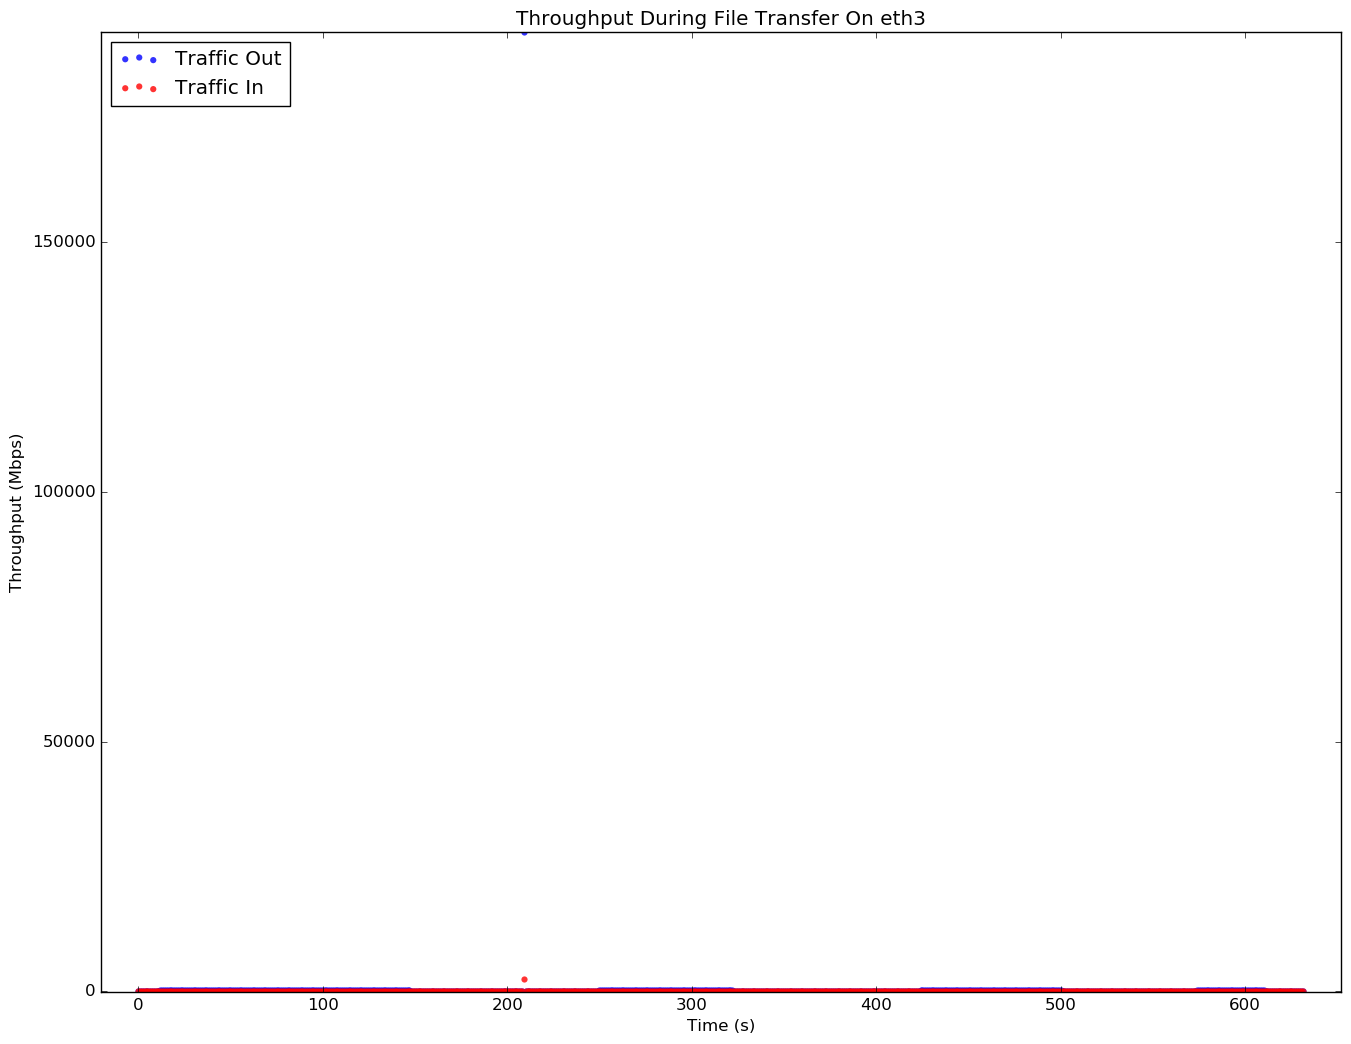 Throughput During File Transfer On eth3
Traffic Out
Traffic In
150000
100000
50000
0
Throughput (Mbps)
0 100 200 300 400 500 600
Time (s)